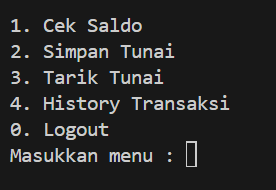 1. Cek Saldo
2. Simpan Tunai
3. Tarik Tunai
4. History Transaksi
0. Logout
Masukkan menu :